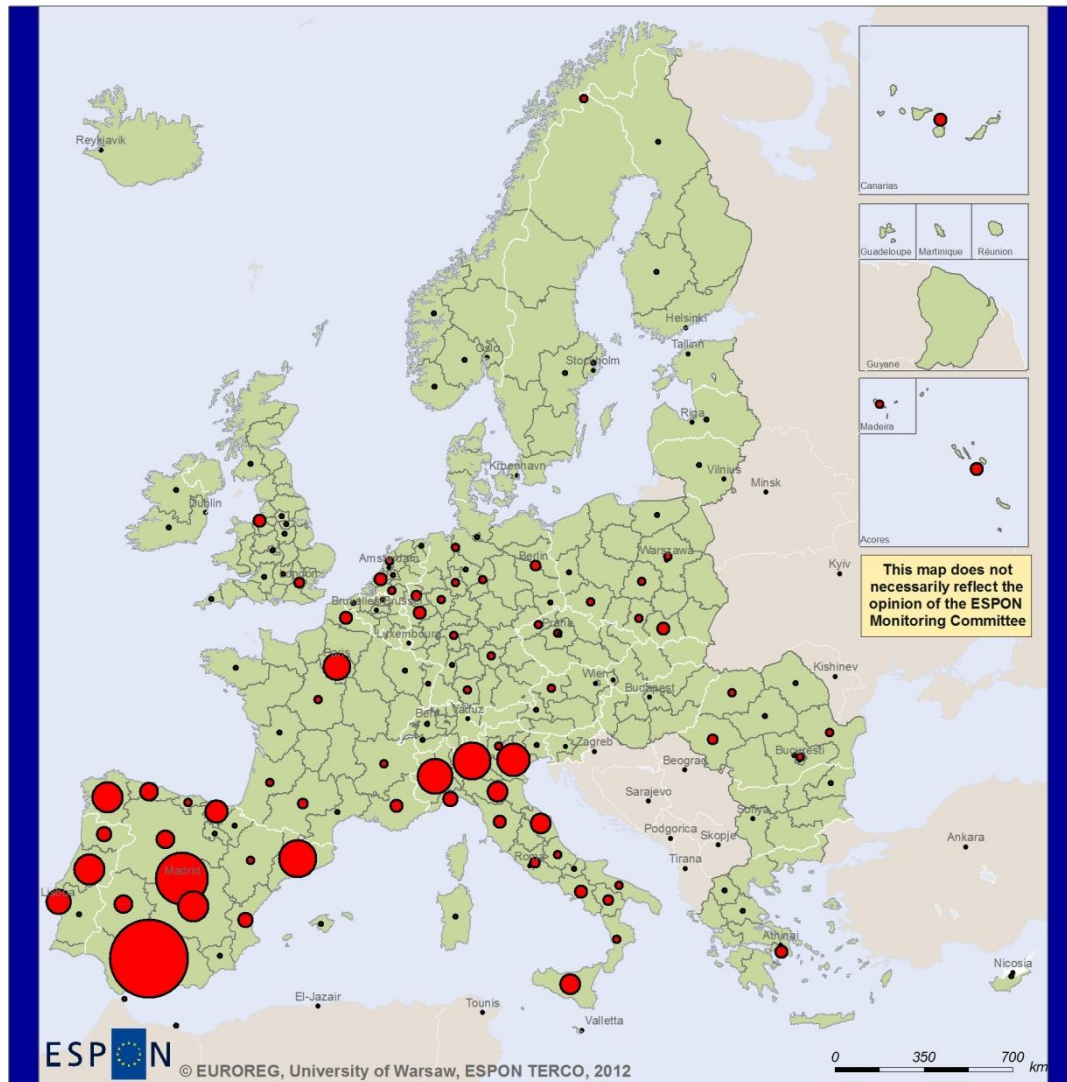 Reykjavik
Canarias
Guadeloupe
Martinique
Réunion
Guyane
Helsinki
Tallinn
Oslo
Stockholm
Madeira
Acores
Riga
København
Vilnius
Minsk
Dublin
This map does not
necessarily reflect the
opinion of the ESPON
Monitoring Committee
Amsterdam
Berlin
Warszawa
London
Kyiv
Bruxelles/Brussel
Praha
Luxembourg
Paris
Kishinev
Wien
Budapest
Bern
Vaduz
Zagreb
Bucuresti
Beograd
Sarajevo
Sofiya
Podgorica
Skopje
Ankara
Roma
Tirana
Madrid
Lisboa
Athinai
Nicosia
El-Jazair
Tounis
Valletta
ESPON
© EUROREG, University of Warsaw, ESPON TERCO, 2012
0 350 700
km